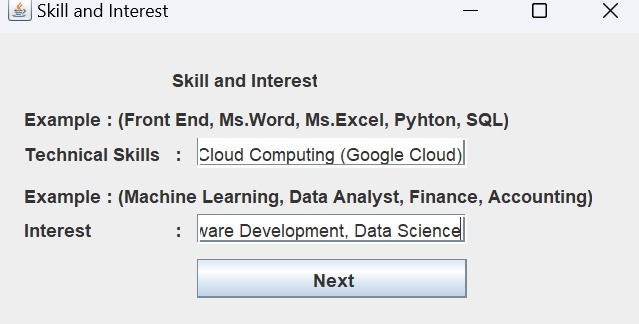 Skill and Interest
Skill and Interest
Example : (Front End, Ms.Word, Ms.Excel, Pyhton, SQL)
Technical Skills : Cloud Computing (Google Cloud)
Example : (Machine Learning, Data Analyst, Finance, Accounting)
Interest : ware Development, Data Science
Next